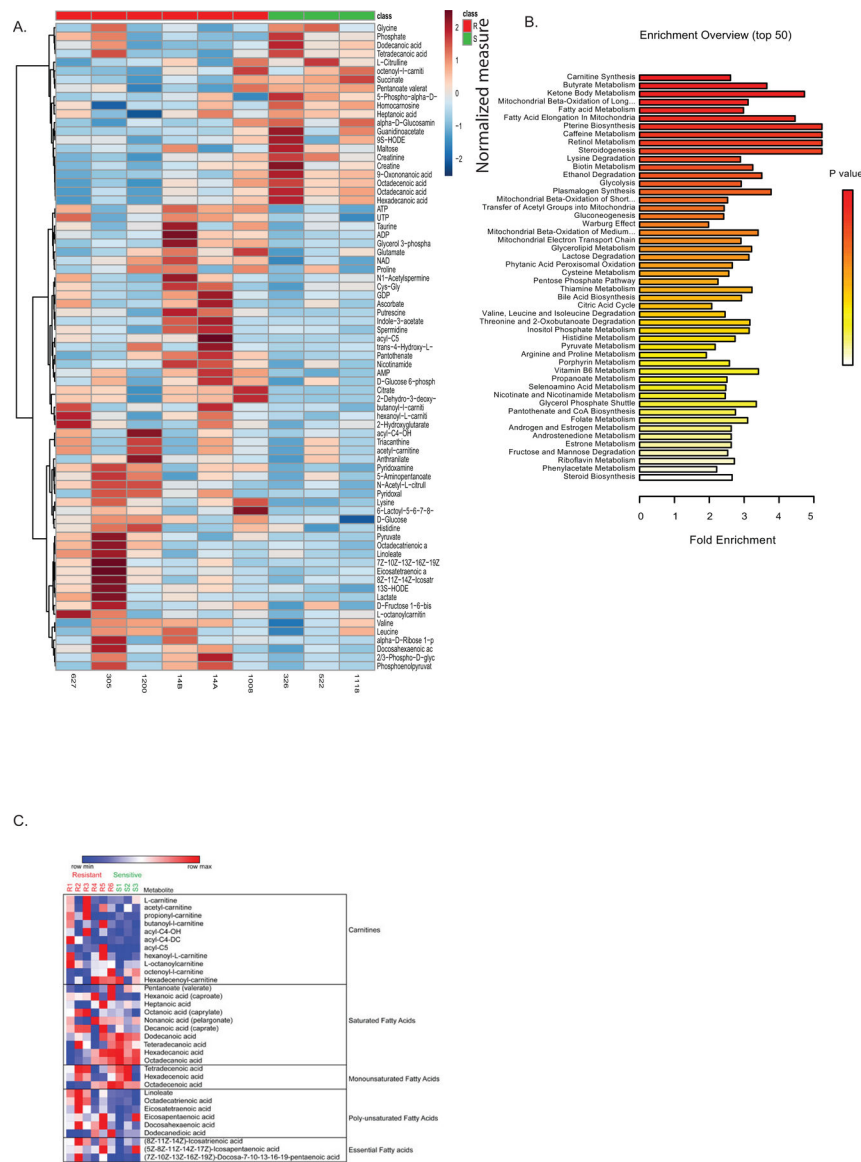 A.
class
class
R
S
2
1
0
-1
-2
Normalized measure
Glycine
Phosphate
Dodecanoic acid
Tetradecanoic acid
L-Citrulline
octenoyl-l-carniti
Succinate
Pentanoate valerat
5-Phospho-alpha-D-
Homocarnosine
Heptanoic acid
alpha-D-Glucosamin
Guanidinoacetate
9S-HODE
Maltose
Creatinine
Creatine
9-Oxononanoic acid
Octadecenoic acid
Octadecanoic acid
Hexadecanoic acid
ATP
UTP
Taurine
ADP
Glycerol 3-phospha
Glutamate
NAD
Proline
N1-Acetylspermine
Cys-Gly
GDP
Ascorbate
Putrescine
Indole-3-acetate
Spermidine
acyl-C5
trans-4-Hydroxy-L-
Pantothenate
Nicotinamide
AMP
D-Glucose 6-phosph
Citrate
2-Dehydro-3-deoxy-
butanoyl-l-carniti
hexanoyl-L-carniti
2-Hydroxyglutarate
acyl-C4-OH
Triacanthine
acetyl-carnitine
Anthranilate
Pyridoxamine
5-Aminopentanoate
N-Acetyl-L-citrull
Pyridoxal
Lysine
6-Lactoyl-5-6-7-8-
D-Glucose
Histidine
Pyruvate
Octadecatrienoic a
Linoleate
7Z-10Z-13Z-16Z-19Z
Eicosatetraenoic a
8Z-11Z-14Z-Icosatr
13S-HODE
Lactate
D-Fructose 1-6-bis
L-octanoylcarnitin
Valine
Leucine
alpha-D-Ribose 1-p
Docosahexaenoic ac
2/3-Phospho-D-glyc
Phosphoenolpyruvat
627
305
1200
14B
14A
1008
326
522
1118
B.
Enrichment Overview (top 50)
Carnitine Synthesis
Butyrate Metabolism
Ketone Body Metabolism
Mitochondrial Beta-Oxidation of Long...
Fatty acid Metabolism
Fatty Acid Elongation In Mitochondria
Pterine Biosynthesis
Caffeine Metabolism
Retinol Metabolism
Steroidogenesis
Lysine Degradation
Biotin Metabolism
Ethanol Degradation
Glycolysis
Plasmalogen Synthesis
Mitochondrial Beta-Oxidation of Short...
Transfer of Acetyl Groups into Mitochondria
Gluconeogenesis
Warburg Effect
Mitochondrial Beta-Oxidation of Medium...
Mitochondrial Electron Transport Chain
Glycerolipid Metabolism
Lactose Degradation
Phytanic Acid Peroxisomal Oxidation
Cysteine Metabolism
Pentose Phosphate Pathway
Thiamine Metabolism
Bile Acid Biosynthesis
Citric Acid Cycle
Valine, Leucine and Isoleucine Degradation
Threonine and 2-Oxobutanoate Degradation
Inositol Phosphate Metabolism
Histidine Metabolism
Pyruvate Metabolism
Arginine and Proline Metabolism
Porphyrin Metabolism
Vitamin B6 Metabolism
Propanoate Metabolism
Selenoamino Acid Metabolism
Nicotinate and Nicotinamide Metabolism
Glycerol Phosphate Shuttle
Pantothenate and CoA Biosynthesis
Folate Metabolism
Androgen and Estrogen Metabolism
Androstenedione Metabolism
Estrone Metabolism
Fructose and Mannose Degradation
Riboflavin Metabolism
Phenylacetate Metabolism
Steroid Biosynthesis
0 1 2 3 4 5
Fold Enrichment
P value
C.
row min row max
Resistant Sensitive
R1 R2 R3 R4 R5 R6 S1 S2 S3 Metabolite
L-carnitine
acetyl-carnitine
propionyl-carnitine
butanoyl-l-carnitine
acyl-C4-OH
acyl-C4-DC
acyl-C5
hexanoyl-L-carnitine
L-octanoylcarnitine
octenoyl-l-carnitine
Hexadecenoyl-carnitine
Carnitines
Pentanoate (valerate)
Hexanoic acid (caproate)
Heptanoic acid
Octanoic acid (caprylate)
Nonanoic acid (pelargonate)
Decanoic acid (caprate)
Dodecanoic acid
Teteradecanoic acid
Hexadecanoic acid
Octadecanoic acid
Saturated Fatty Acids
Tetradecenoic acid
Hexadecenoic acid
Octadecenoic acid
Monounsaturated Fatty Acids
Linoleate
Octadecatrienoic acid
Eicosatetraenoic acid
Eicosapentaenoic acid
Docosahexaenoic acid
Dodecanedioic acid
Poly-unsaturated Fatty Acids
(8Z-11Z-14Z)-Icosatrienoic acid
(5Z-8Z-11Z-14Z-17Z)-Icosapentaenoic acid
(7Z-10Z-13Z-16Z-19Z)-Docosa-7-10-13-16-19-pentaenoic acid
Essential Fatty acids